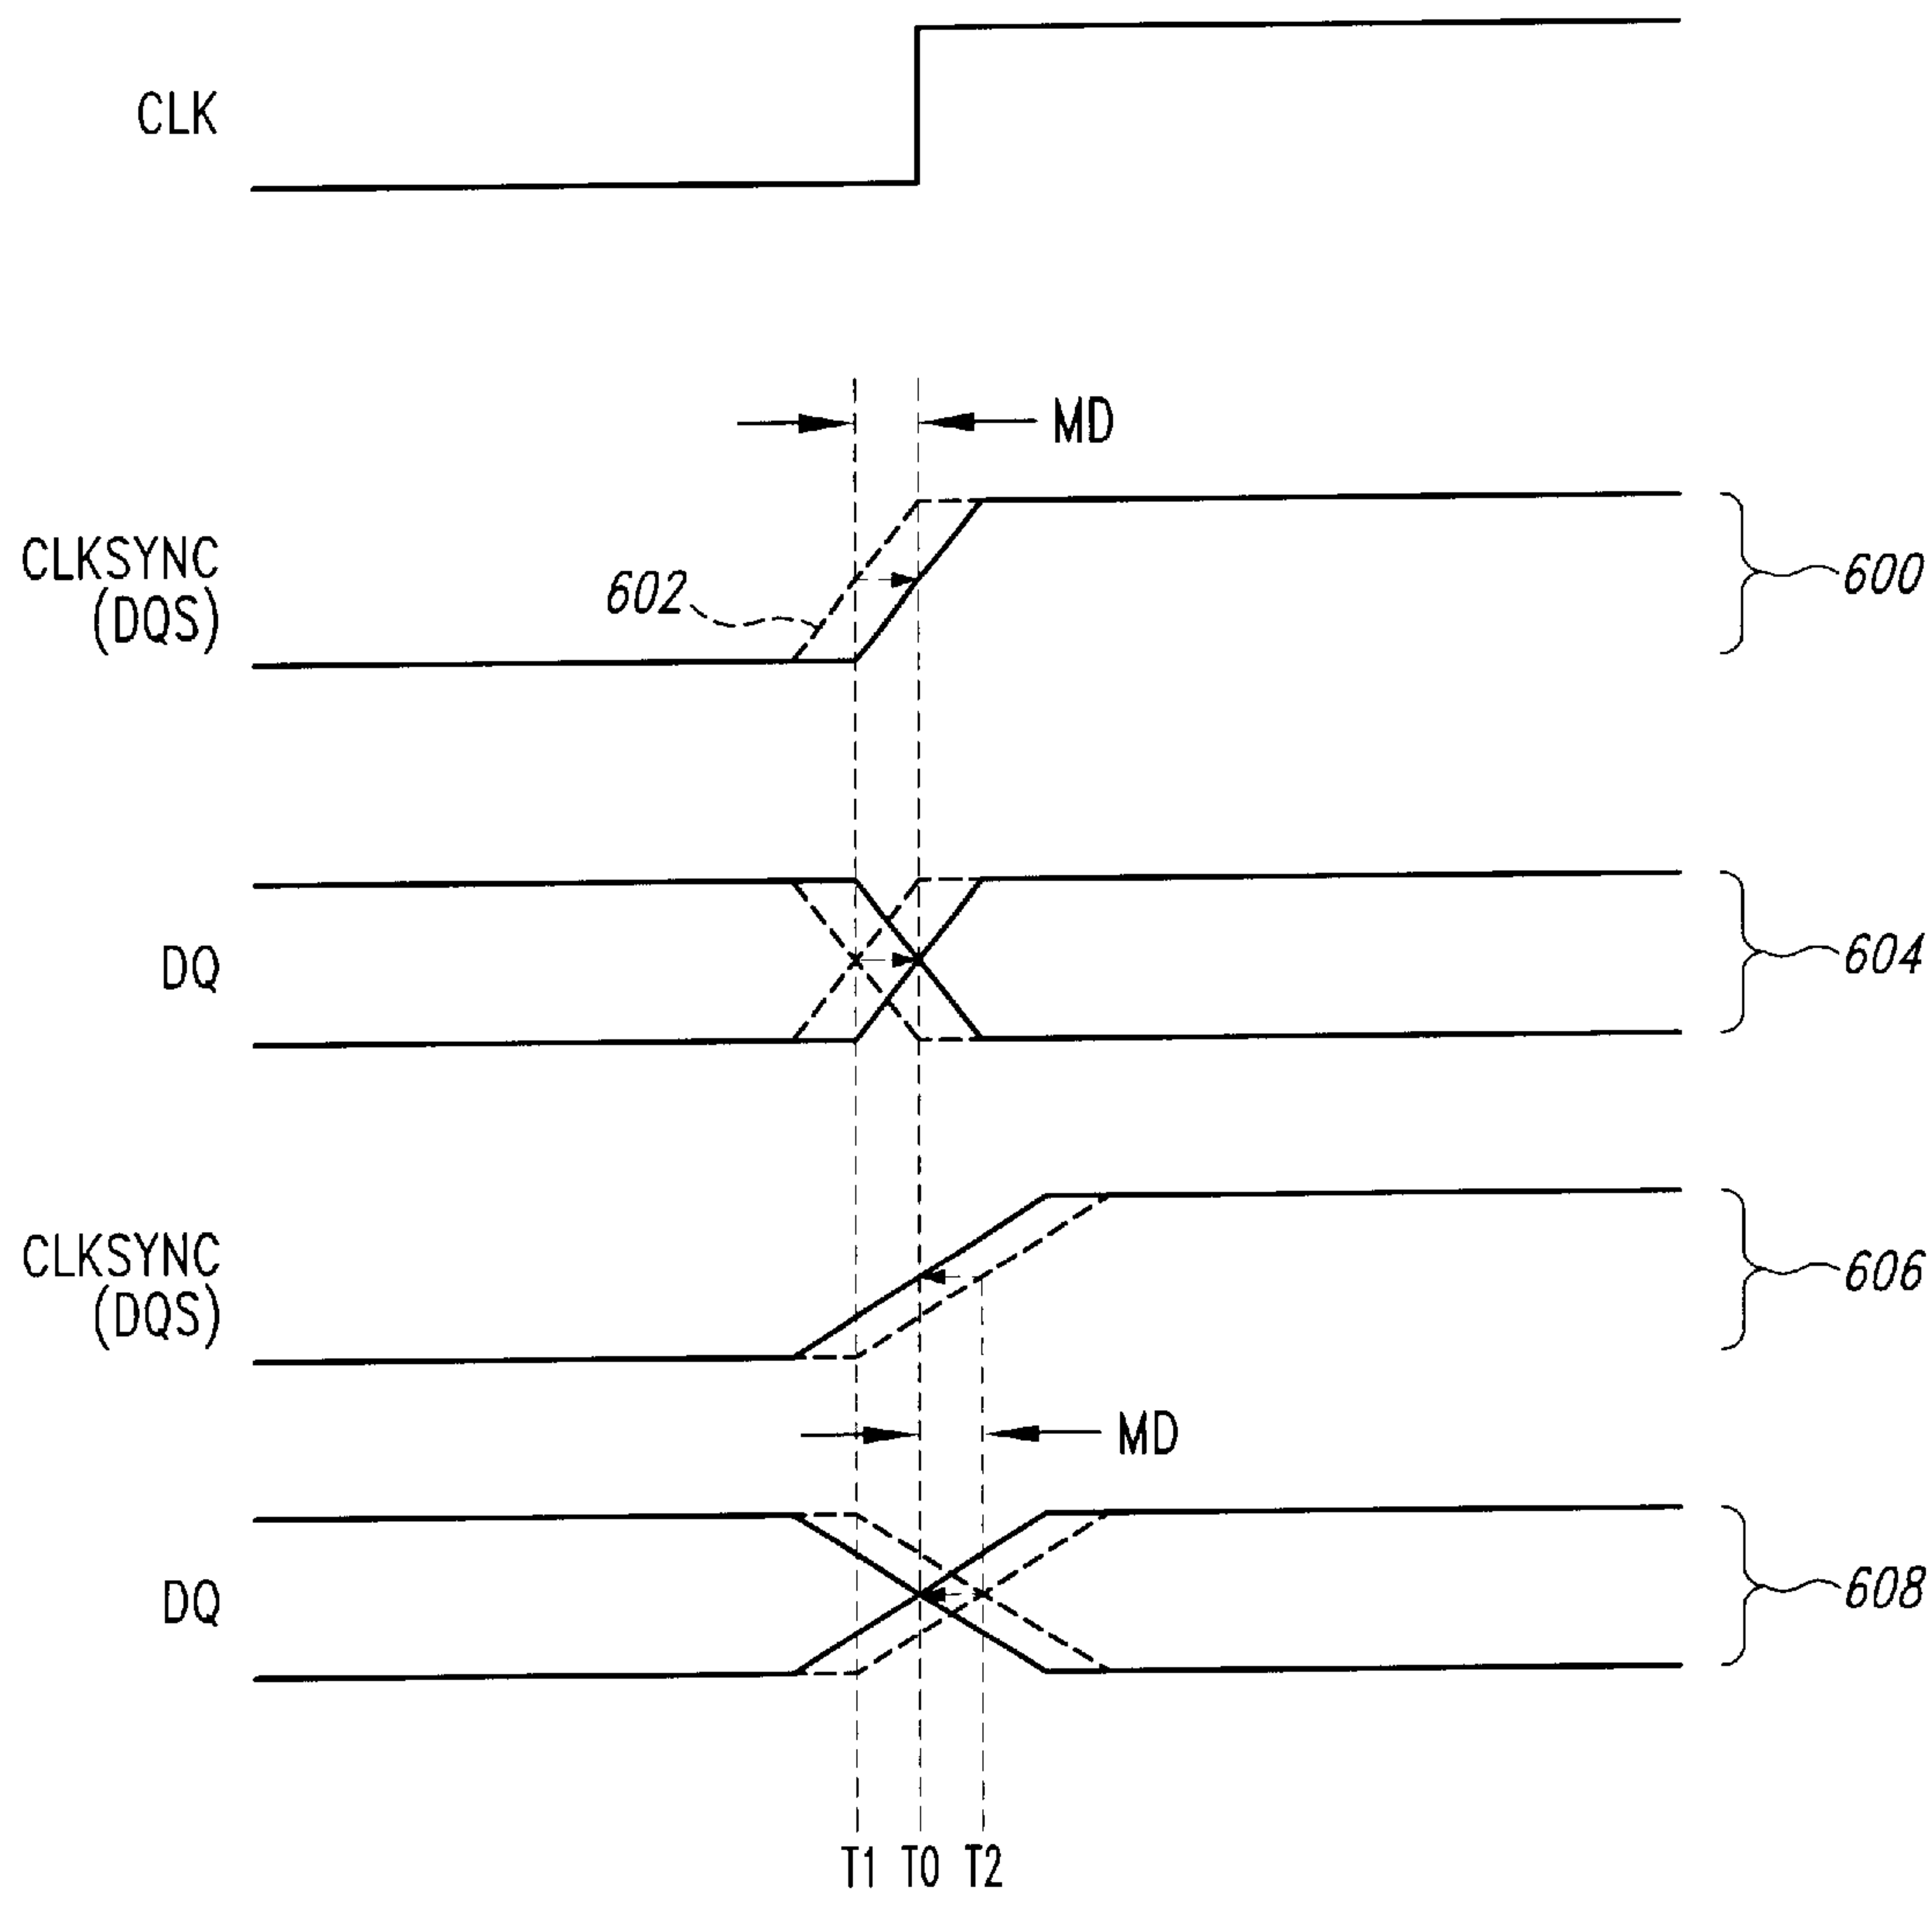 CLK
MD
CLKSYNC
(DQS)
602
600
DQ
604
CLKSYNC
(DQS)
606
MD
DQ
608
T1 T0 T2